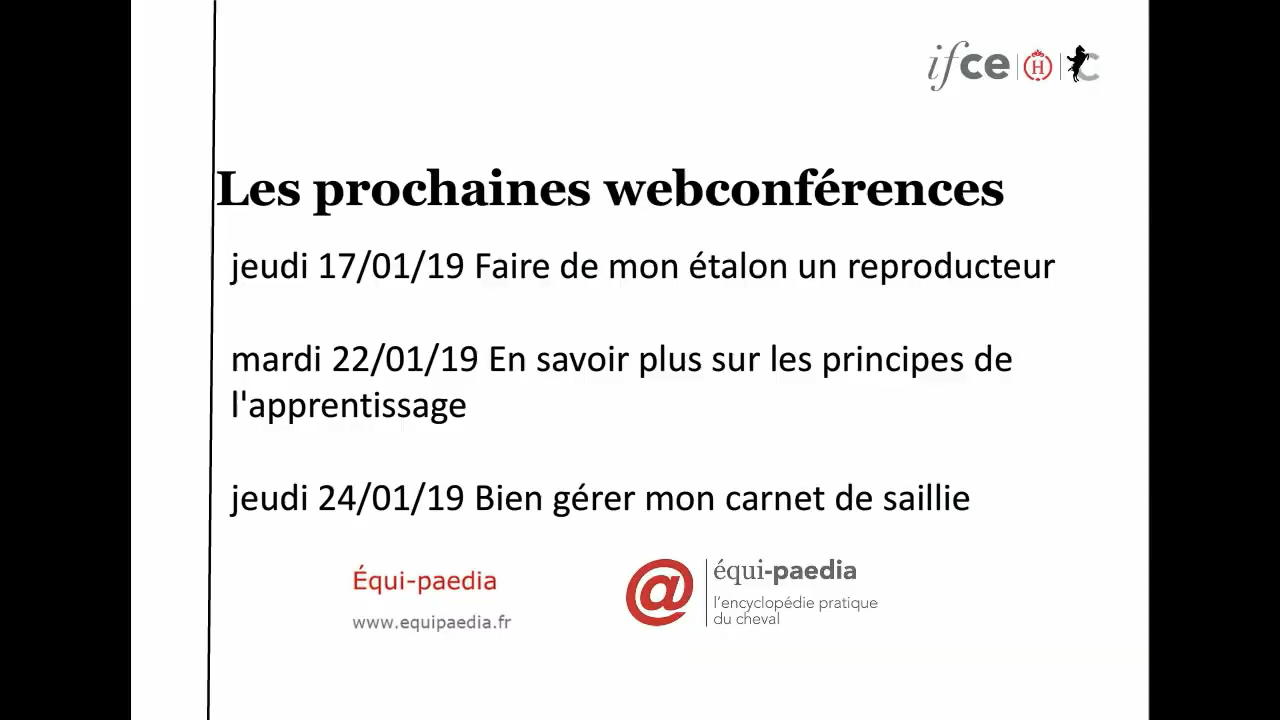 ifce H C
Les prochaines webconférences
jeudi 17/01/19 Faire de mon étalon un reproducteur
mardi 22/01/19 En savoir plus sur les principes de
l'apprentissage
jeudi 24/01/19 Bien gérer mon carnet de saillie
Équi-paedia
www.equipaedia.fr
@
équi-paedia
l'encyclopédie pratique
du cheval